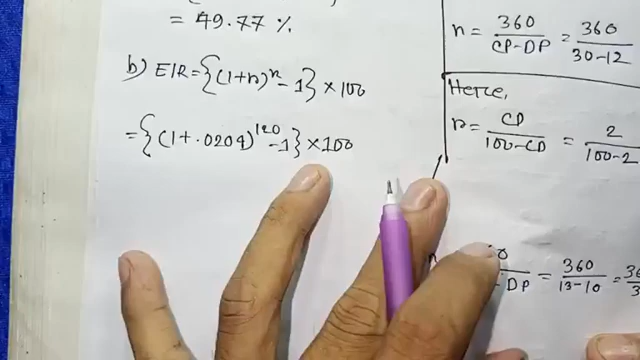 = 49.77 %
b) EIR = {(1+r)^n - 1} × 100
= {(1+.0204)^120 - 1} × 100
n = 360/(CP-DP) = 360/(30-12)
Here,
r = CD/(100-CD) = 2/(100-2)
= 360/(13-10) =